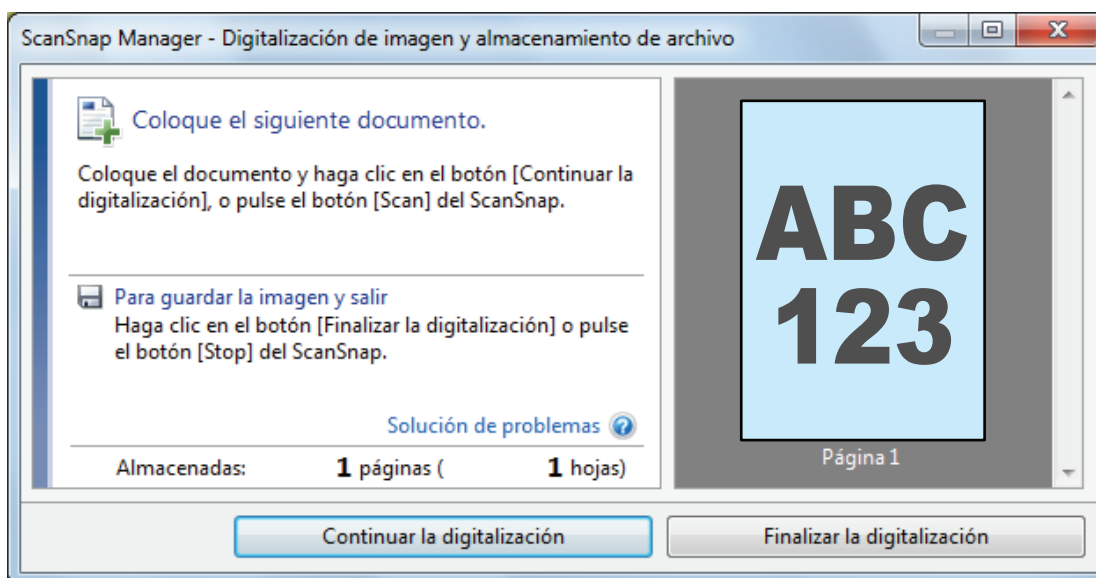 ScanSnap Manager - Digitalización de imagen y almacenamiento de archivo
Coloque el siguiente documento.
Coloque el documento y haga clic en el botón [Continuar la
digitalización], o pulse el botón [Scan] del ScanSnap.
Para guardar la imagen y salir
Haga clic en el botón [Finalizar la digitalización] o pulse
el botón [Stop] del ScanSnap.
Solución de problemas
Almacenadas: 1 páginas ( 1 hojas)
ABC
123
Página 1
Continuar la digitalización
Finalizar la digitalización